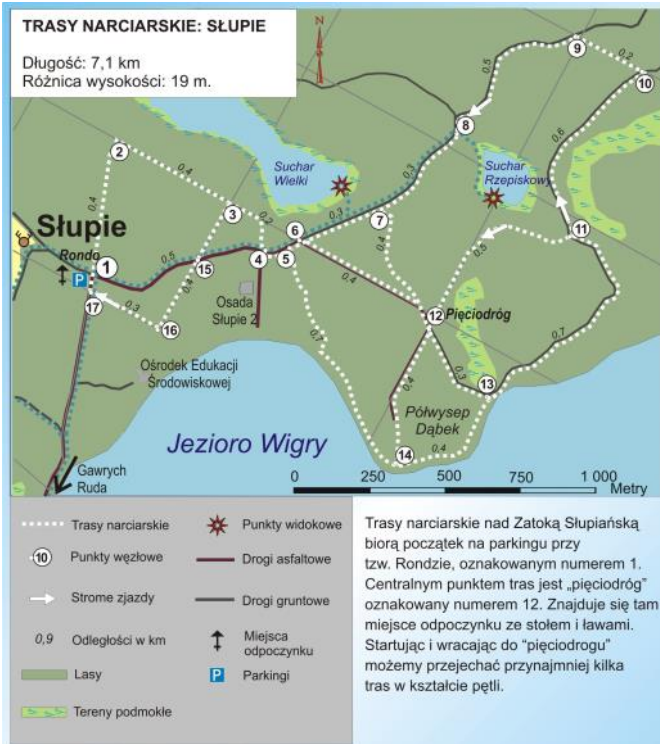 TRASY NARCIARSKIE: SŁUPIE
Długość: 7,1 km
Różnica wysokości: 19 m.
N
9
0,2
10
0,5
8
0,6
2
0,4
Suchar
Wielki
0,3
Suchar
Rzepiskowy
0,4
3
0,2
0,3
7
11
Słupie
Rondo
P
1
0,5
15
4
5
6
0,4
0,5
17
0,3
0,4
16
Osada
Słupie 2
0,4
12
Pięciodróg
0,7
0,7
Ośrodek Edukacji
Środowiskowej
0,4
0,3
13
Półwysep
Dąbek
14
0,4
Jezioro Wigry
Gawrych
Ruda
0 250 500 750 1 000
Metry
Trasy narciarskie
10 Punkty węzłowe
Strome zjazdy
0,9 Odległości w km
Lasy
Tereny podmokłe
Punkty widokowe
Drogi asfaltowe
Drogi gruntowe
Miejsca
odpoczynku
P Parkingi
Trasy narciarskie nad Zatoką Słupiańską
biorą początek na parkingu przy
tzw. Rondzie, oznakowanym numerem 1.
Centralnym punktem tras jest „pięciodróg”
oznakowany numerem 12. Znajduje się tam
miejsce odpoczynku ze stołem i ławami.
Startując i wracając do “pięciodrogu”
możemy przejechać przynajmniej kilka
tras w kształcie pętli.